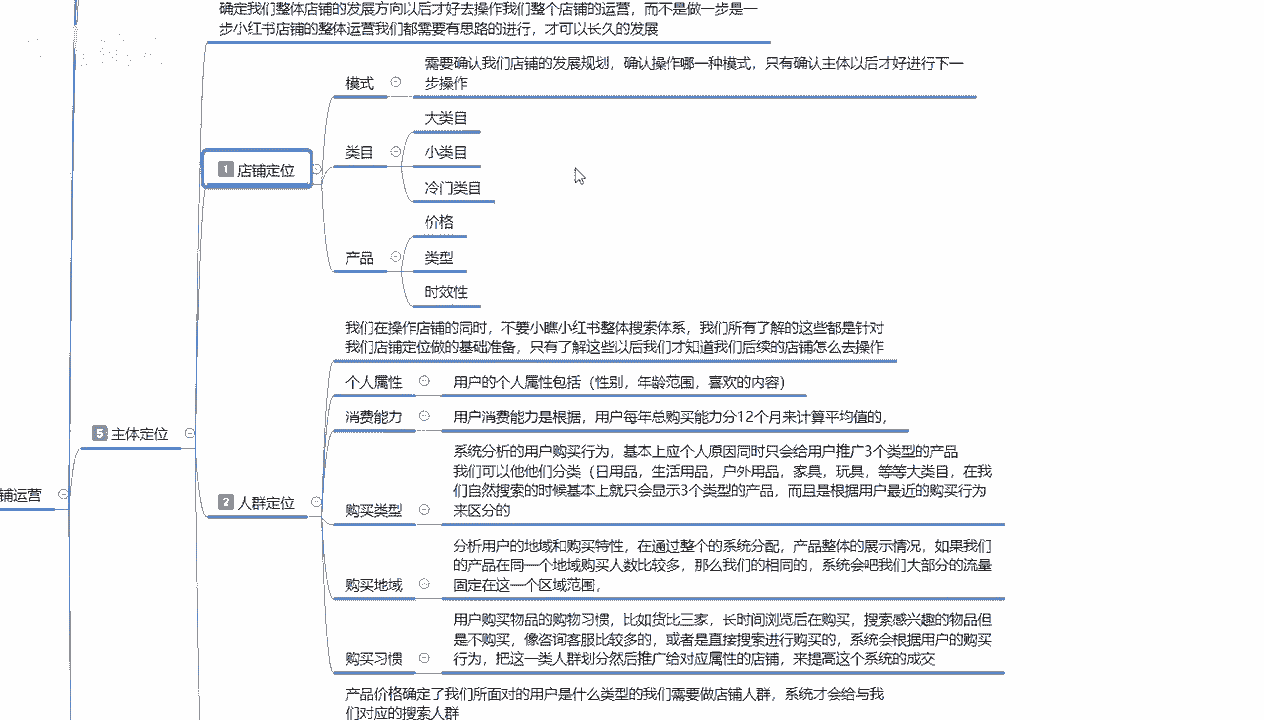 确定我们整体店铺的发展方向以后才好去操作我们整个店铺的运营，而不是做一步是一
步小红书店铺的整体运营我们都需要有思路的进行，才可以长久的发展
需要确认我们店铺的发展规划，确认操作哪一种模式，只有确认主体以后才好进行下一
步操作
模式
大类目
类目
小类目
冷门类目
1 店铺定位
价格
产品
类型
时效性
我们在操作店铺的同时，不要小瞧小红书整体搜索体系，我们所有了解的这些都是针对
我们店铺定位做的基础准备，只有了解这些以后我们才知道我们后续的店铺怎么去操作
个人属性
用户的个人属性包括（性别，年龄范围，喜欢的内容）
消费能力
用户消费能力是根据，用户每年总购买能力分12个月来计算平均值的，
5 主体定位
系统分析的用户购买行为，基本上应个人原因同时只会给用户推广3个类型的产品
我们可以他他们分类（日用品，生活用品，户外用品，家具，玩具，等等大类目，在我
们自然搜索的时候基本上就只会显示3个类型的产品，而且是根据用户最近的购买行为
来区分的
购买类型
铺运营
2 人群定位
分析用户的地域和购买特性，在通过整个的系统分配，产品整体的展示情况，如果我们
的产品在同一个地域购买人数比较多，那么我们的相同的，系统会吧我们大部分的流量
固定在这一个区域范围，
购买地域
用户购买物品的购物习惯，比如货比三家，长时间浏览后在购买，搜索感兴趣的物品但
是不购买，像咨询客服比较多的，或者是直接搜索进行购买的，系统会根据用户的购买
行为，把这一类人群划分然后推广给对应属性的店铺，来提高这个系统的成交
购买习惯
产品价格确定了我们所面对的用户是什么类型的我们需要做店铺人群，系统才会给与我
们对应的搜索人群